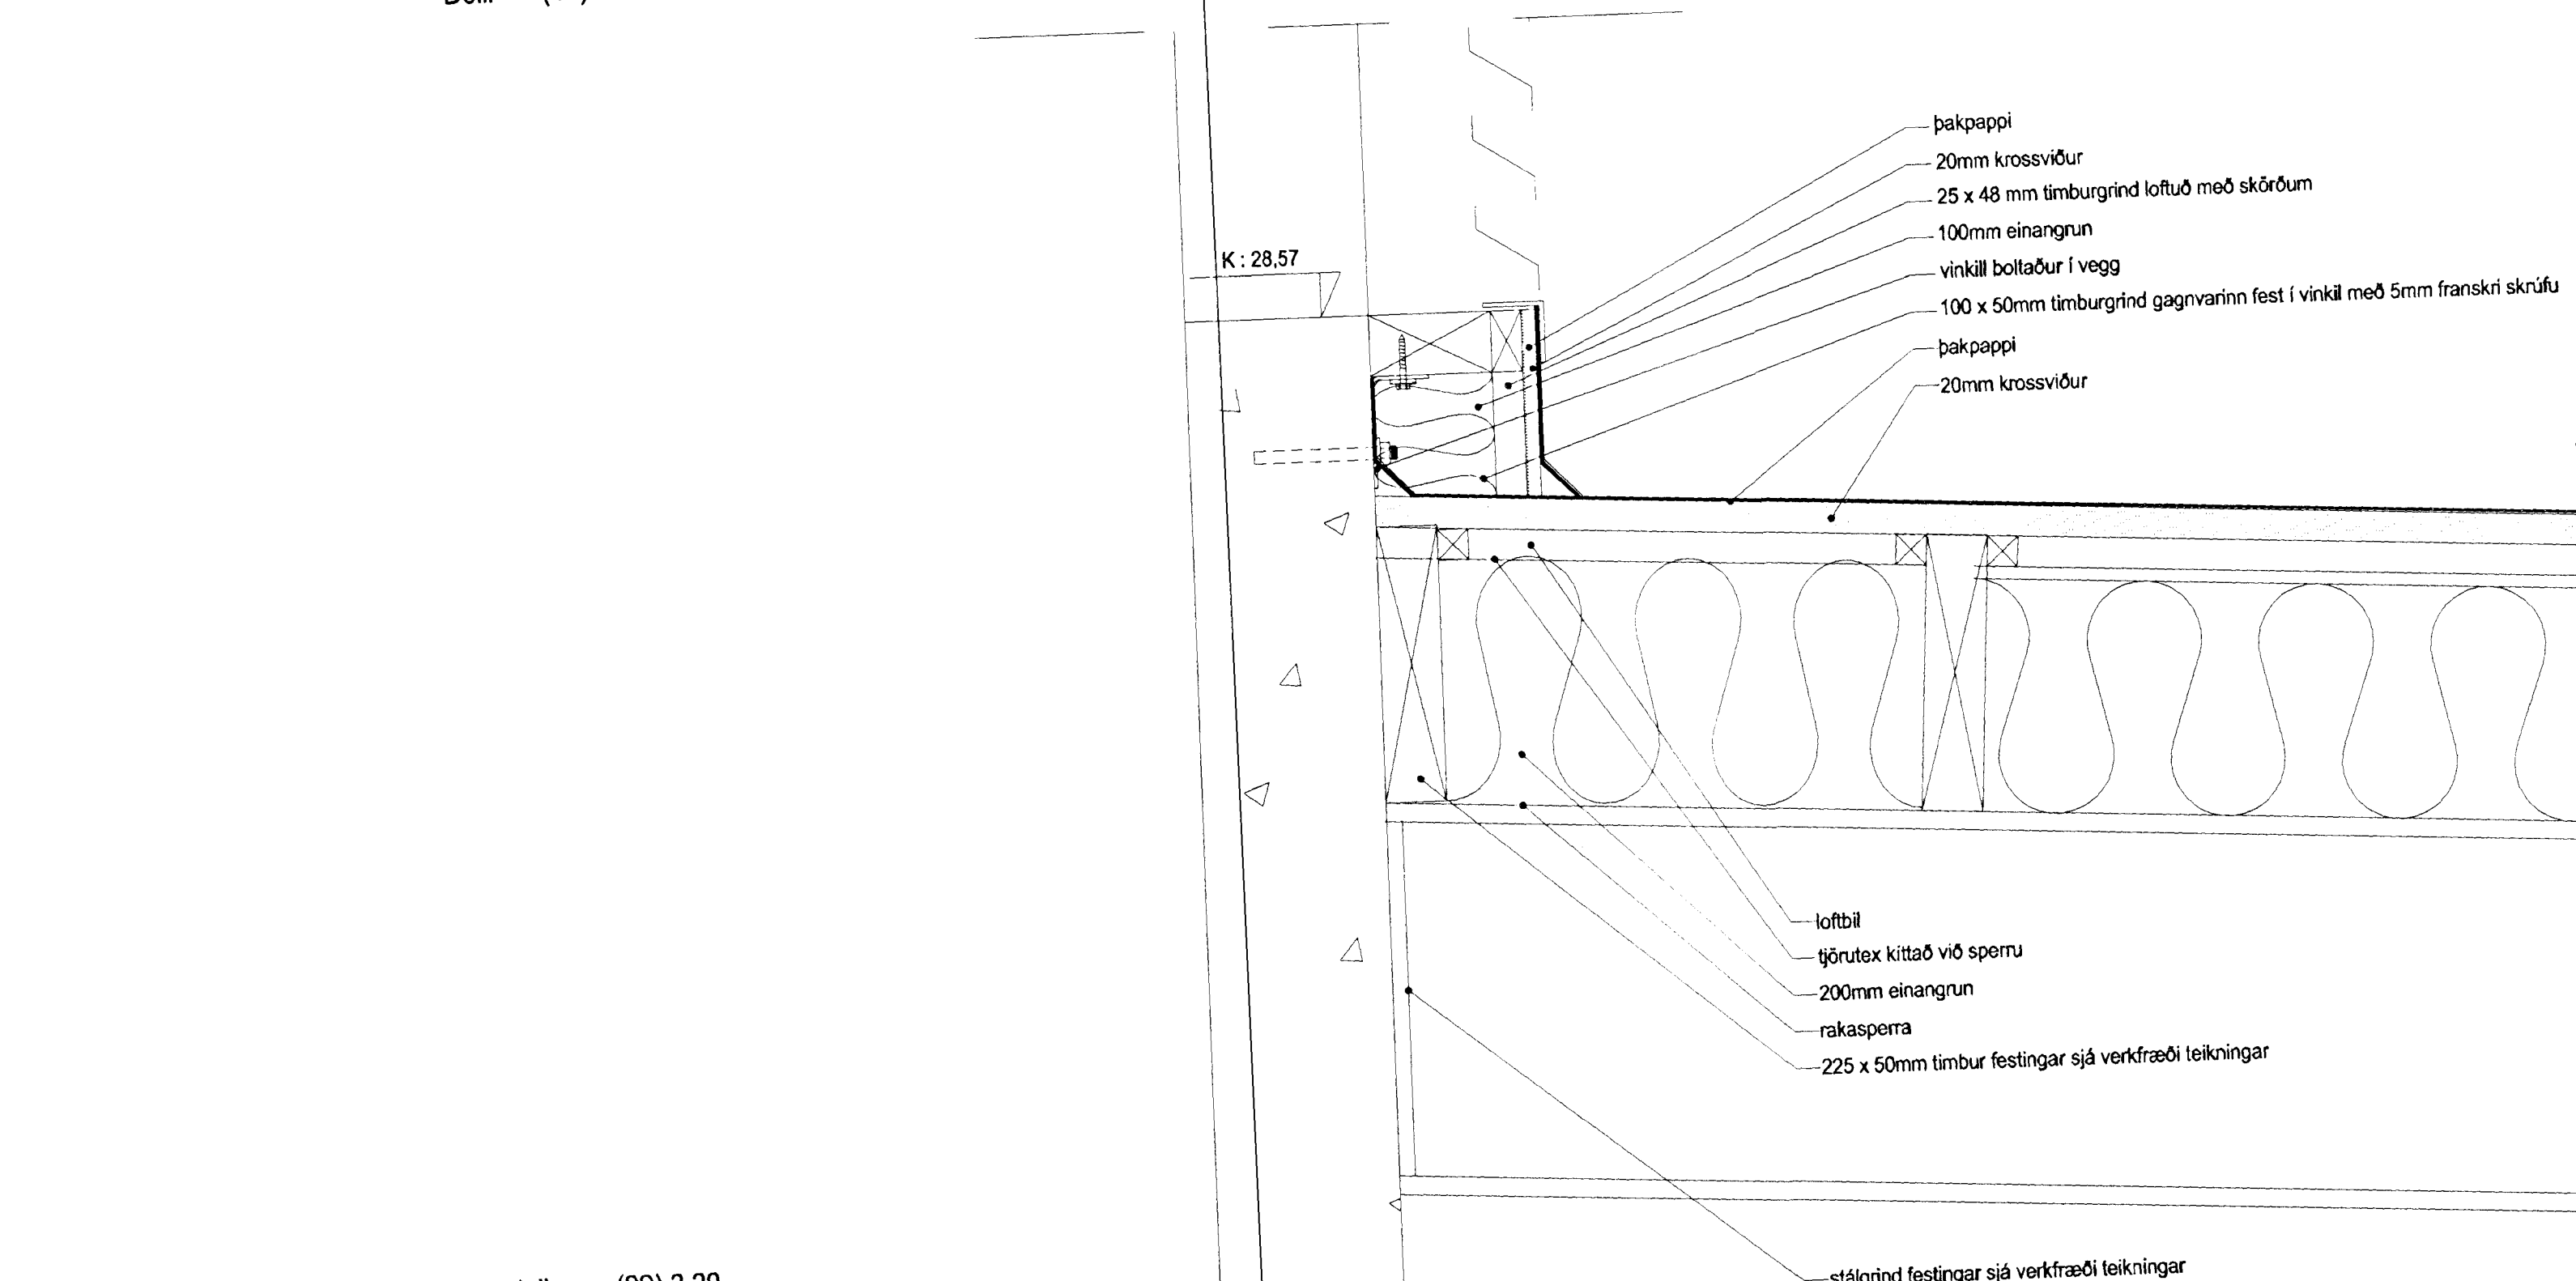 K : 28,57
þakpappi
20mm krossviður
25 x 48 mm timburgrind loftuð með skörðum
100mm einangrun
vinkill boltaður í vegg
100 x 50mm timburgrind gagnvarinn fest í vinkil með 5mm franskri skrúfu
þakpappi
20mm krossviður
loftbil
tjörutex kíttað við sperru
200mm einangrun
rakasperra
225 x 50mm timbur festingar sjá verkfræði teikningar
stálgrind festingar sjá verkfræði teikningar